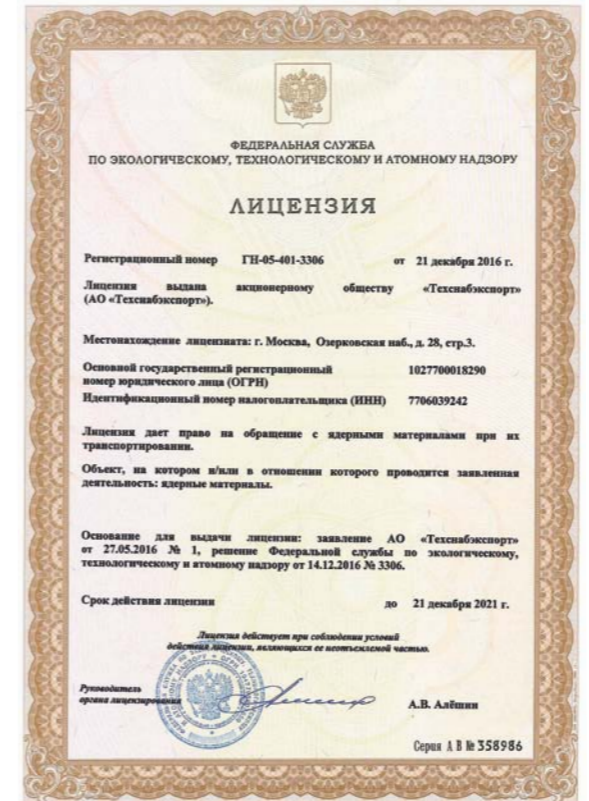 ФЕДЕРАЛЬНАЯ СЛУЖБА
ПО ЭКОЛОГИЧЕСКОМУ, ТЕХНОЛОГИЧЕСКОМУ И АТОМНОМУ НАДЗОРУ
ЛИЦЕНЗИЯ
Регистрационный номер ГН-05-401-3306 от 21 декабря 2016 г.
Лицензия выдана акционерному обществу «Техснабэкспорт»
(АО «Техснабэкспорт»).
Местонахождение лицензиата: г. Москва, Озерковская наб., д. 28, стр.3.
Основной государственный регистрационный 1027700018290
номер юридического лица (ОГРН)
Идентификационный номер налогоплательщика (ИНН) 7706039242
Лицензия дает право на обращение с ядерными материалами при их
транспортировании.
Объект, на котором и/или в отношении которого проводится заявленная
деятельность: ядерные материалы.
Основание для выдачи лицензии: заявление АО «Техснабэкспорт»
от 27.05.2016 № 1, решение Федеральной службы по экологическому,
технологическому и атомному надзору от 14.12.2016 № 3306.
Срок действия лицензии до 21 декабря 2021 г.
Лицензия действует при соблюдении условий
действия лицензии, являющихся ее неотъемлемой частью.
Руководитель
органа лицензирования А.В. Алёшин
Серия А В № 358986